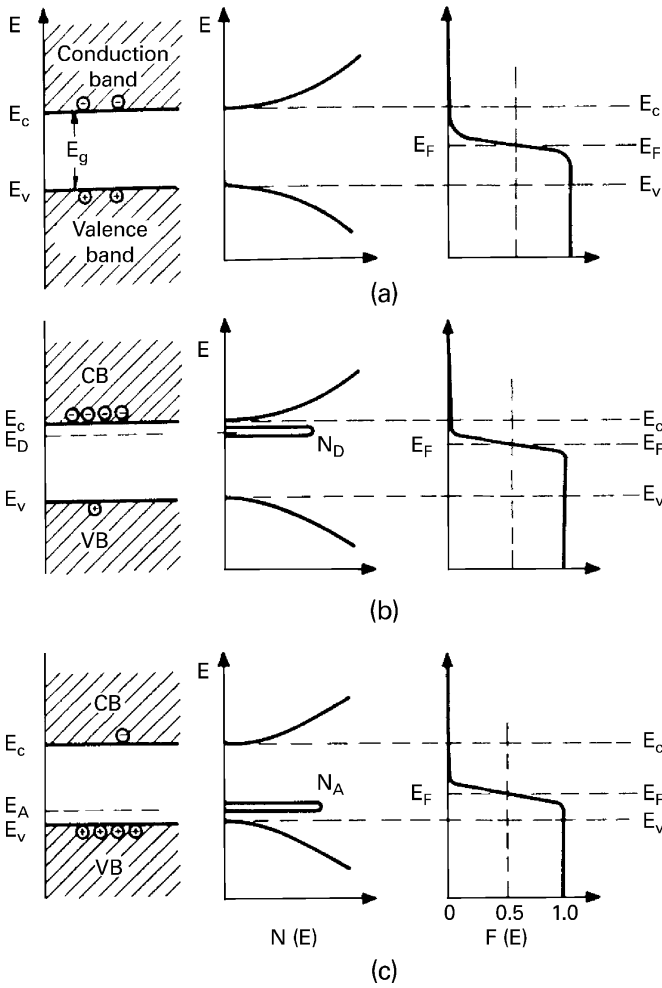 E
Conduction
band
⊖ ⊖
E_c
E_g
E_v
⊕ ⊕
Valence
band
E_c
E_F
E_F
E_v
(a)
E
CB
⊖ ⊖ ⊖ ⊖
E_c
E_D
N_D
E_v
⊕
VB
E_c
E_F
E_F
E_v
(b)
E
CB
⊖
E_c
E_A
N_A
E_v
⊕ ⊕ ⊕ ⊕
VB
E_c
E_F
E_F
E_v
0 0.5 1.0
N (E)
F (E)
(c)